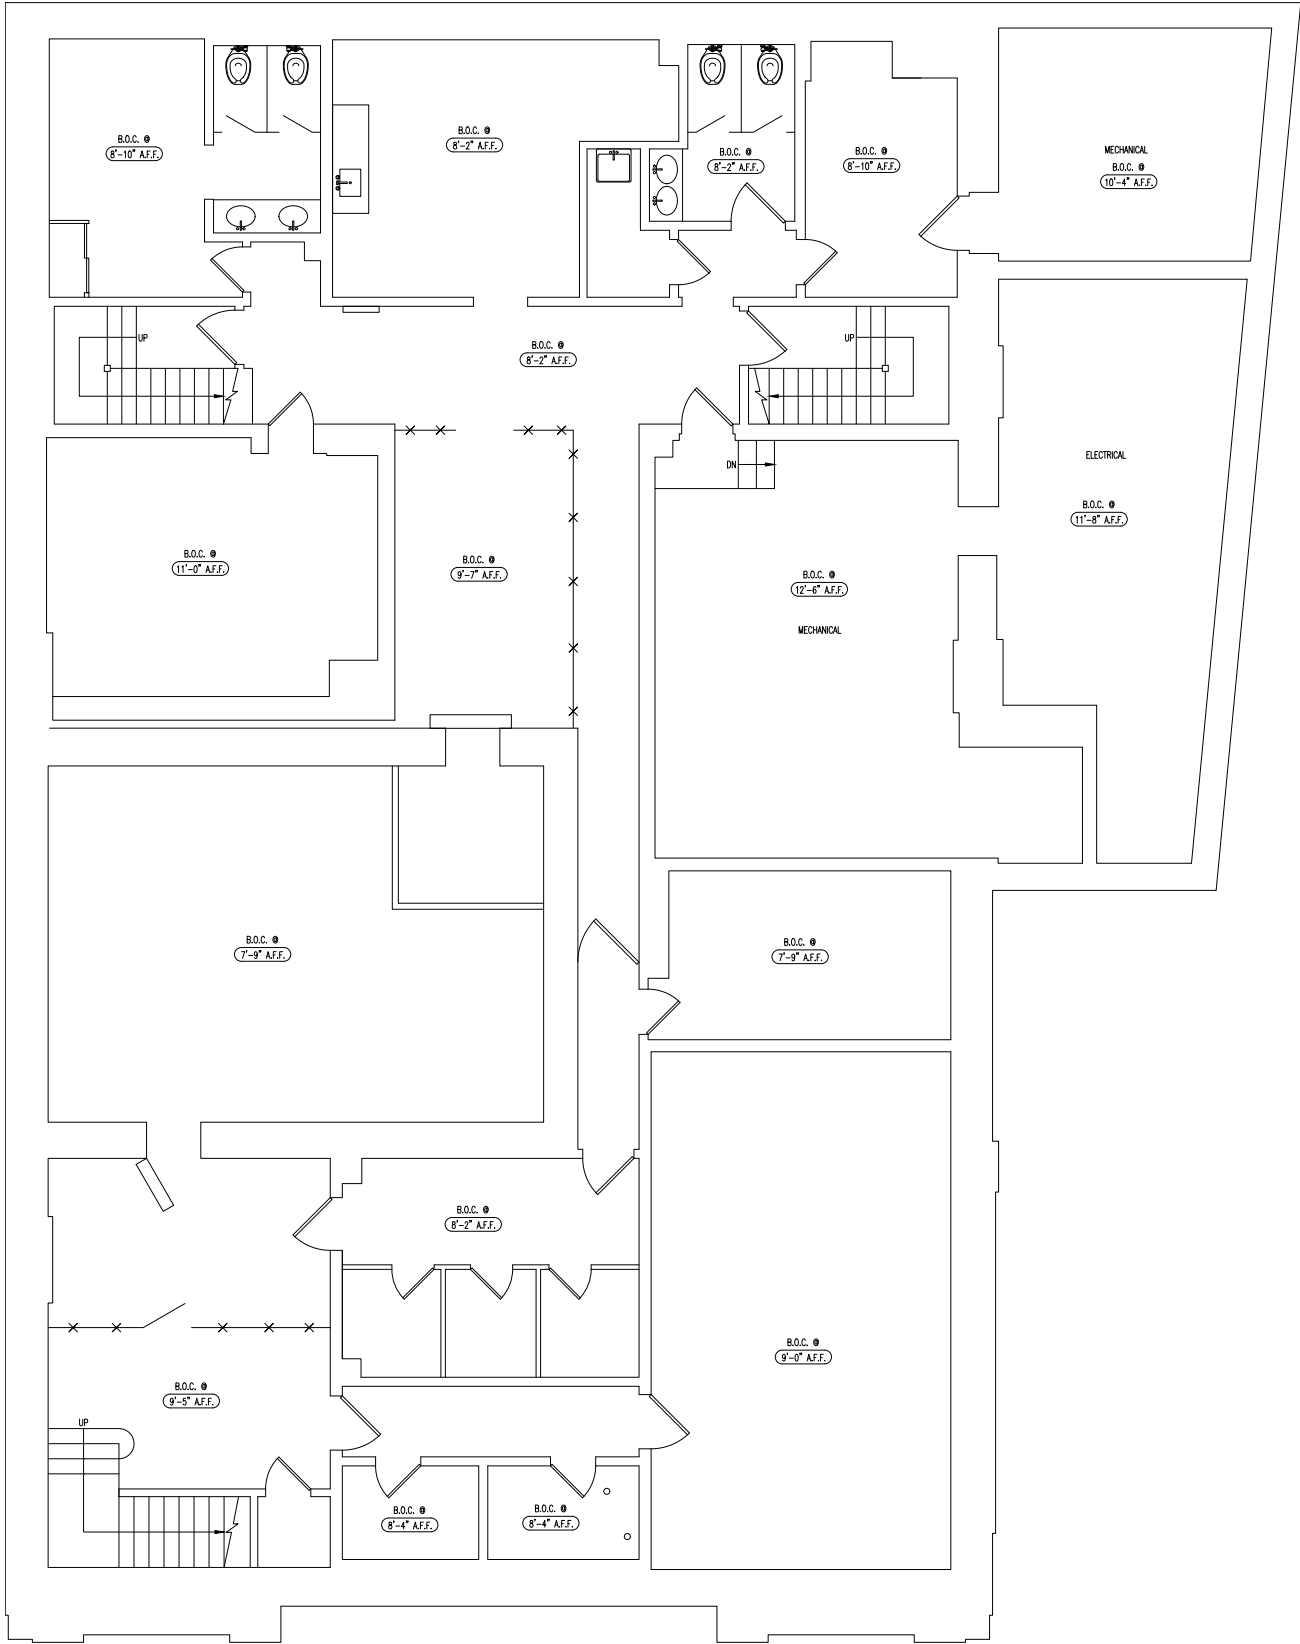 B.O.C. @
8'-10" A.F.F.
B.O.C. @
8'-2" A.F.F.
B.O.C. @
8'-2" A.F.F.
B.O.C. @
8'-10" A.F.F.
MECHANICAL
B.O.C. @
10'-4" A.F.F.
UP
B.O.C. @
8'-2" A.F.F.
UP
DN
ELECTRICAL
B.O.C. @
11'-8" A.F.F.
B.O.C. @
11'-0" A.F.F.
B.O.C. @
9'-7" A.F.F.
B.O.C. @
12'-6" A.F.F.
MECHANICAL
B.O.C. @
7'-9" A.F.F.
B.O.C. @
7'-9" A.F.F.
B.O.C. @
8'-2" A.F.F.
B.O.C. @
9'-0" A.F.F.
B.O.C. @
9'-5" A.F.F.
UP
B.O.C. @
8'-4" A.F.F.
B.O.C. @
8'-4" A.F.F.